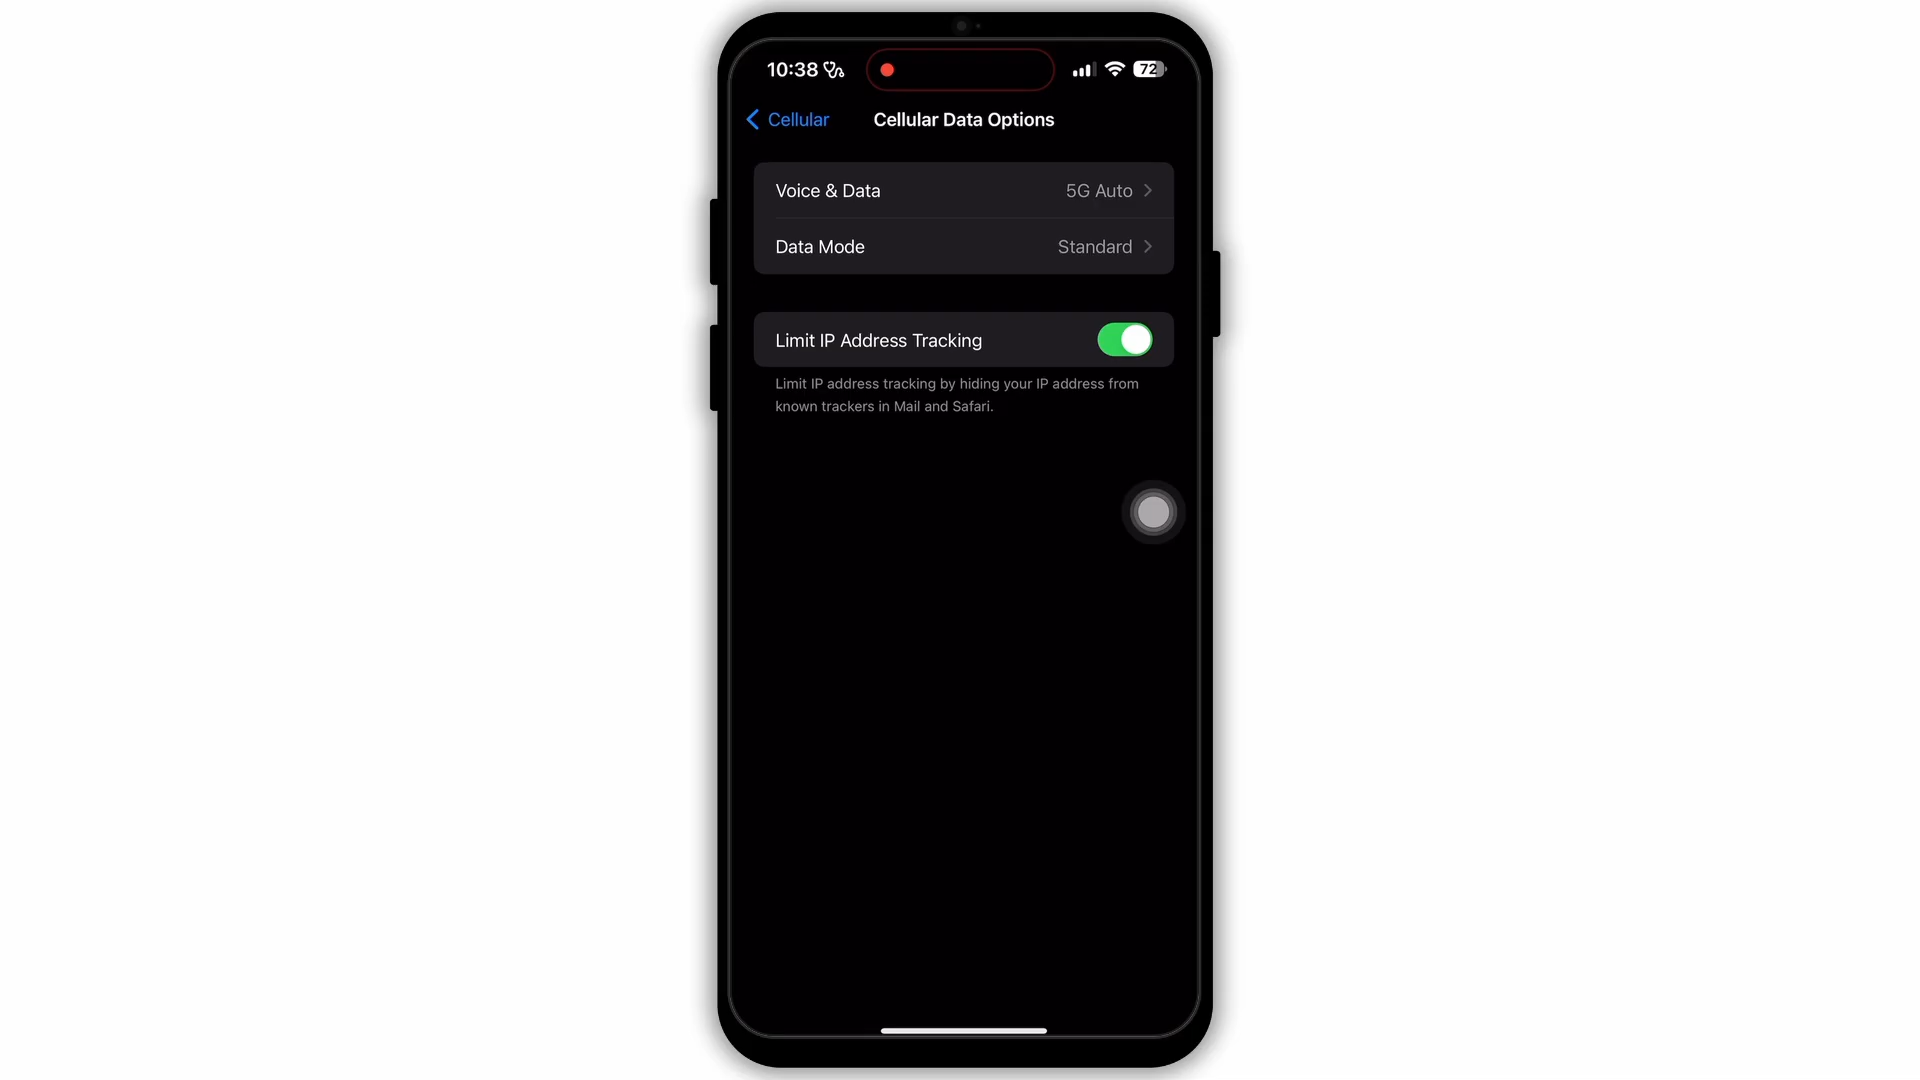 10:38
72
Cellular
Cellular Data Options
Voice & Data
5G Auto
Data Mode
Standard
Limit IP Address Tracking
Limit IP address tracking by hiding your IP address from
known trackers in Mail and Safari.